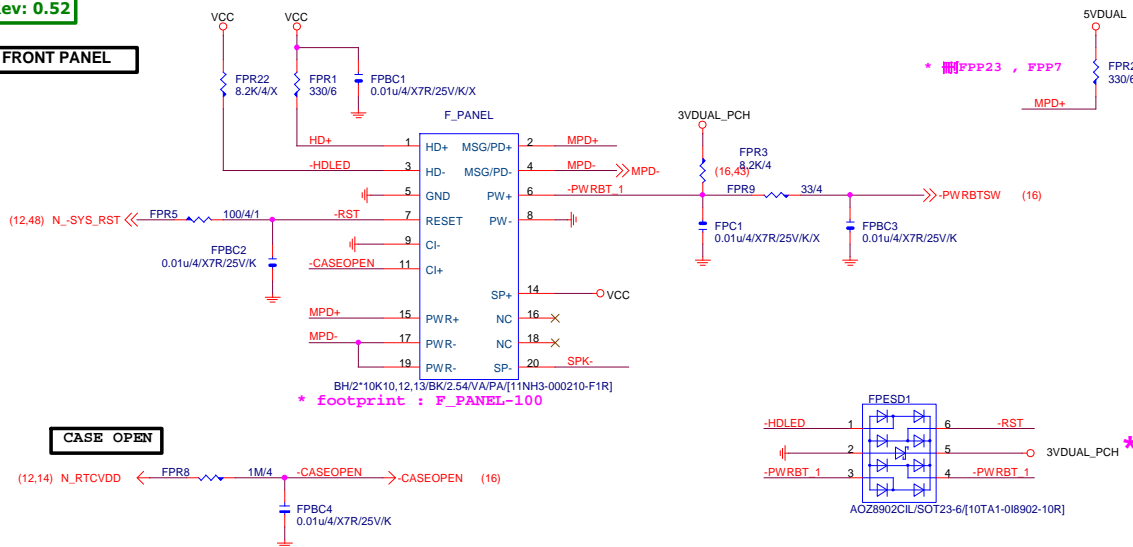 Rev: 0.52
FRONT PANEL
VCC
VCC
5VDUAL
FPR22
8.2K/4/X
FPR1
330/6
FPBC1
0.01u/4/X7R/25V/K/X
* FPP23 , FPP7
330/6
MPD+
F_PANEL
3VDUAL_PCH
HD+
1
HD+
MSG/PD+
2
MPD+
FPR3
8.2K/4
-HDLED
3
HD-
MSG/PD-
4
MPD-
MPD-
(16,43)
5
GND
PW+
6
-PWRBT_1
FPR9
33/4
-PWRBTSW
(16)
(12,48)
N_-SYS_RST
FPR5
100/4/1
-RST
7
RESET
PW-
8
FPC1
0.01u/4/X7R/25V/K/X
FPBC3
0.01u/4/X7R/25V/K
9
CI-
FPBC2
0.01u/4/X7R/25V/K
-CASEOPEN
11
CI+
SP+
14
VCC
MPD+
15
PWR+
NC
16
MPD-
17
PWR-
NC
18
19
PWR-
SP-
20
SPK-
BH/2*10K10,12,13/BK/2.54/VA/PA/[11NH3-000210-F1R]
* footprint : F_PANEL-100
FPESD1
-HDLED
1
6
-RST
2
5
3VDUAL_PCH
-PWRBT_1
3
4
-PWRBT_1
AOZ8902CIL/SOT23-6/[10TA1-0I8902-10R]
CASE OPEN
(12,14)
N_RTCVDD
FPR8
1M/4
-CASEOPEN
-CASEOPEN
(16)
FPBC4
0.01u/4/X7R/25V/K